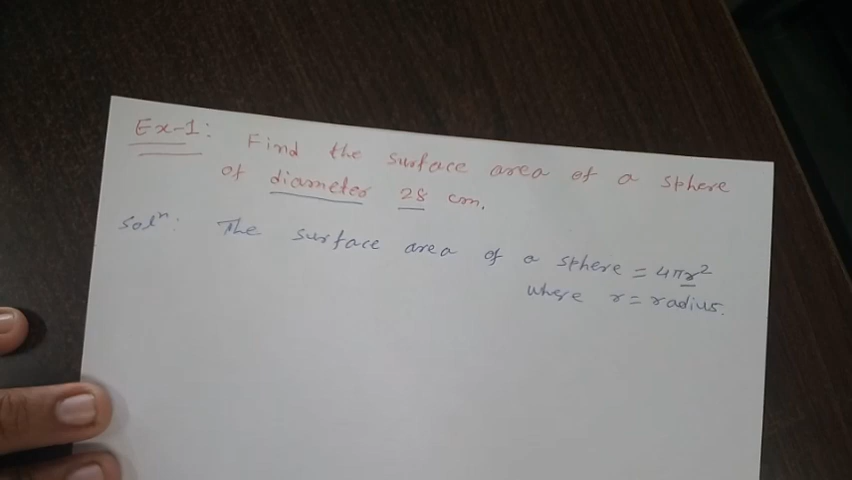 Ex-1: Find the surface area of a sphere
of diameter 28 cm.
Solⁿ: The surface area of a sphere = 4πr²
where r = radius.